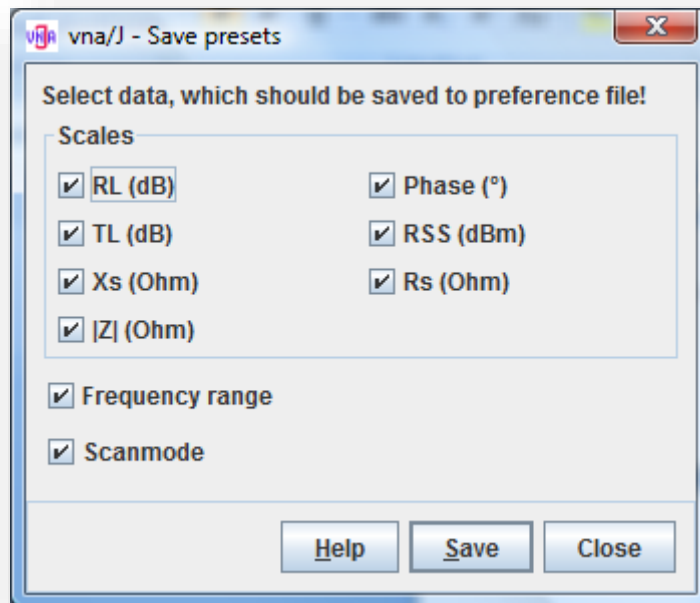 VNA vna/J - Save presets
Select data, which should be saved to preference file!
Scales
RL (dB) Phase (°)
TL (dB) RSS (dBm)
Xs (Ohm) Rs (Ohm)
|Z| (Ohm)
Frequency range
Scanmode
Help Save Close